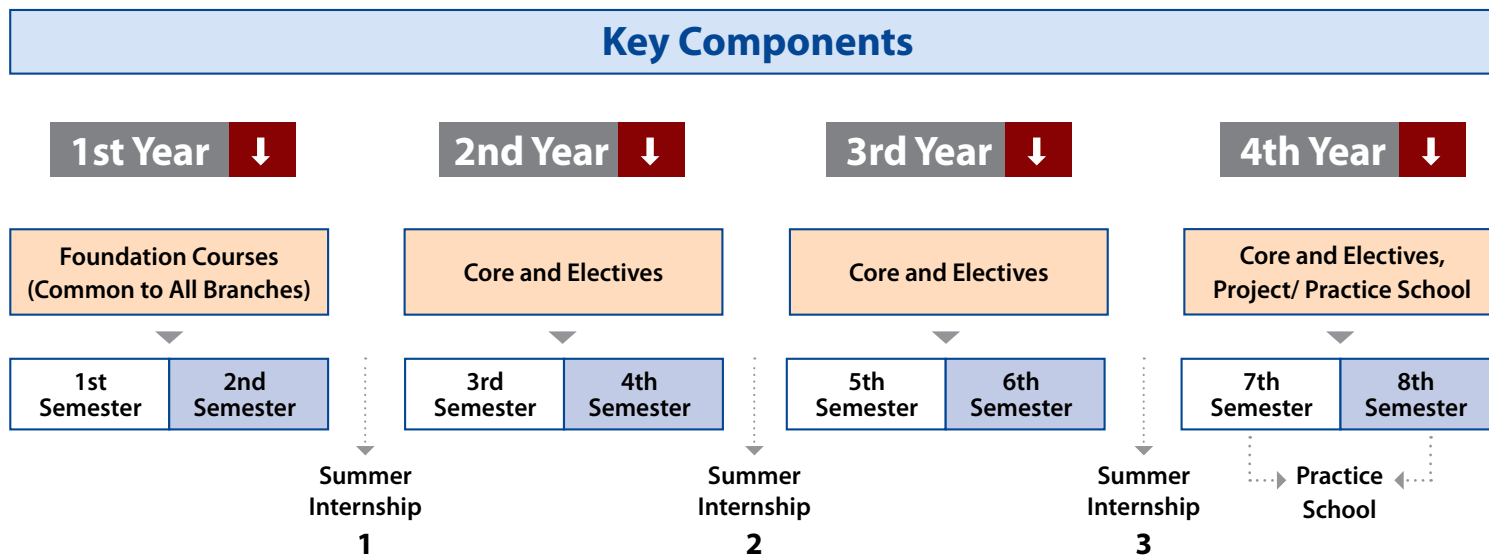 Key Components
1st Year
2nd Year
3rd Year
4th Year
Foundation Courses
(Common to All Branches)
Core and Electives
Core and Electives
Core and Electives,
Project/ Practice School
1st
Semester
2nd
Semester
3rd
Semester
4th
Semester
5th
Semester
6th
Semester
7th
Semester
8th
Semester
Summer
Internship
1
Summer
Internship
2
Summer
Internship
3
Practice
School